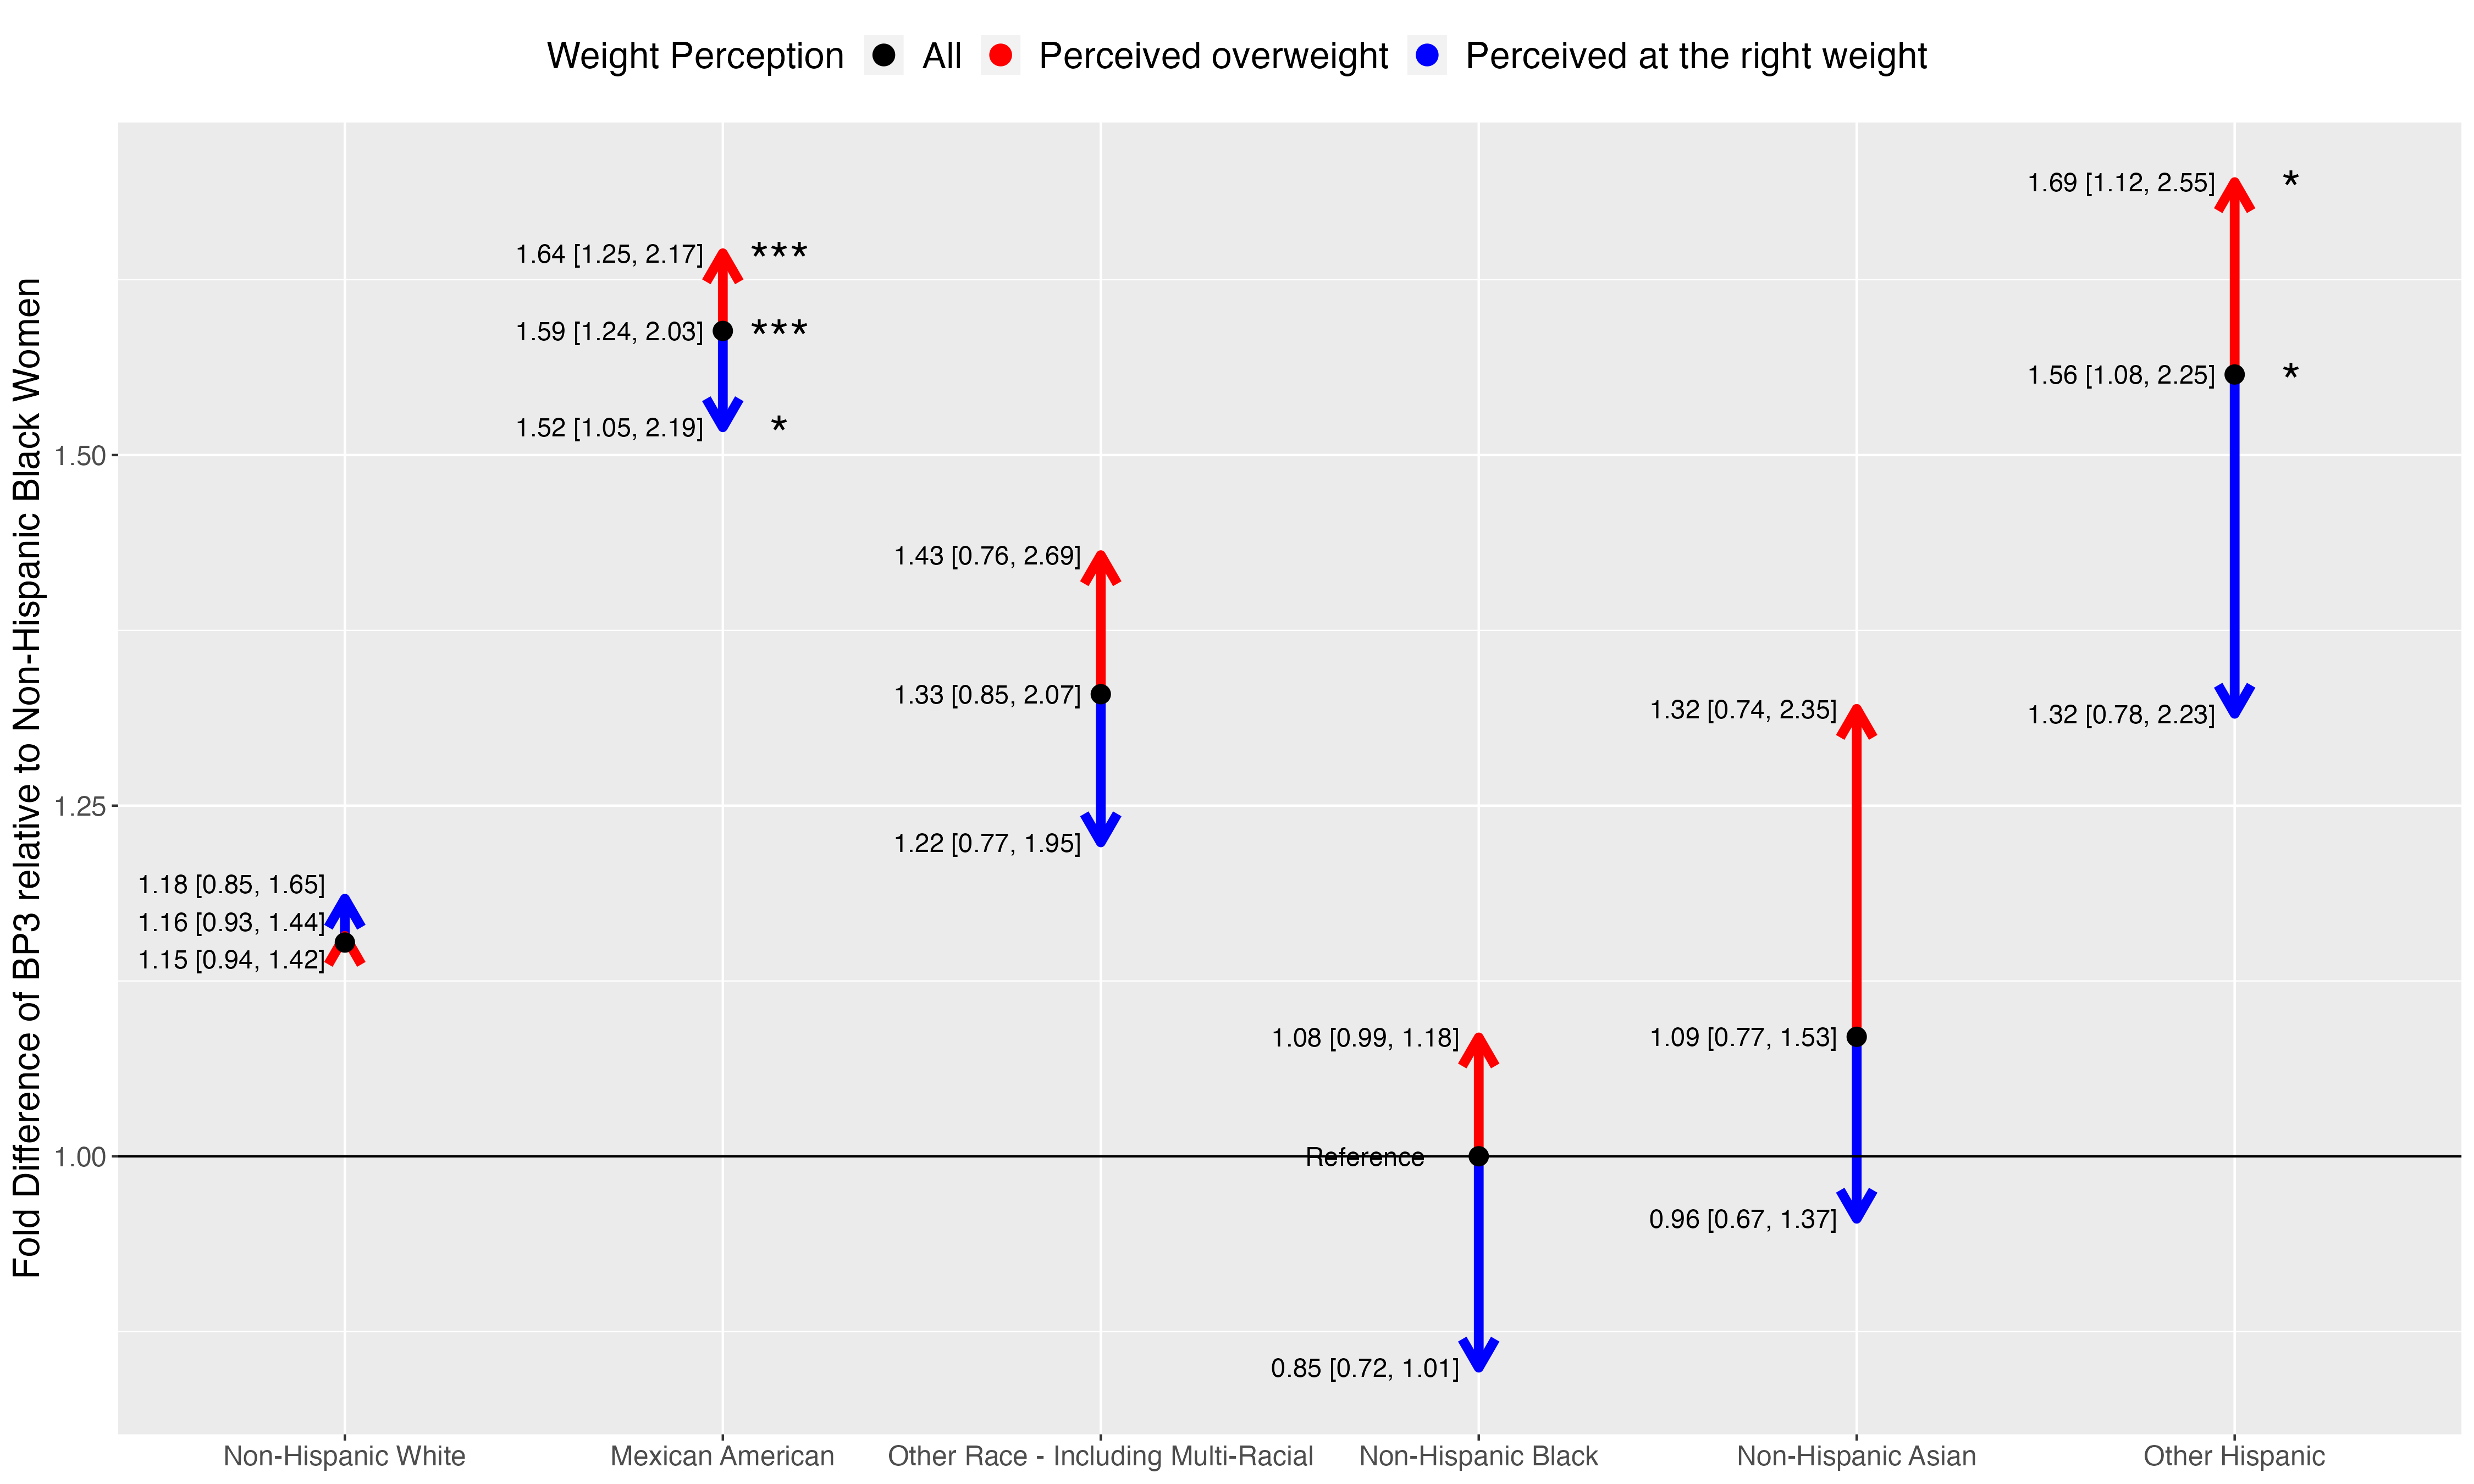 Weight Perception All Perceived overweight Perceived at the right weight
Fold Difference of BP3 relative to Non-Hispanic Black Women
1.50
1.25
1.00
1.18 [0.85, 1.65]
1.16 [0.93, 1.44]
1.15 [0.94, 1.42]
1.64 [1.25, 2.17] ***
1.59 [1.24, 2.03] ***
1.52 [1.05, 2.19] *
1.43 [0.76, 2.69]
1.33 [0.85, 2.07]
1.22 [0.77, 1.95]
1.08 [0.99, 1.18]
Reference
0.85 [0.72, 1.01]
1.32 [0.74, 2.35]
1.09 [0.77, 1.53]
0.96 [0.67, 1.37]
1.69 [1.12, 2.55] *
1.56 [1.08, 2.25] *
1.32 [0.78, 2.23]
Non-Hispanic White
Mexican American
Other Race - Including Multi-Racial
Non-Hispanic Black
Non-Hispanic Asian
Other Hispanic